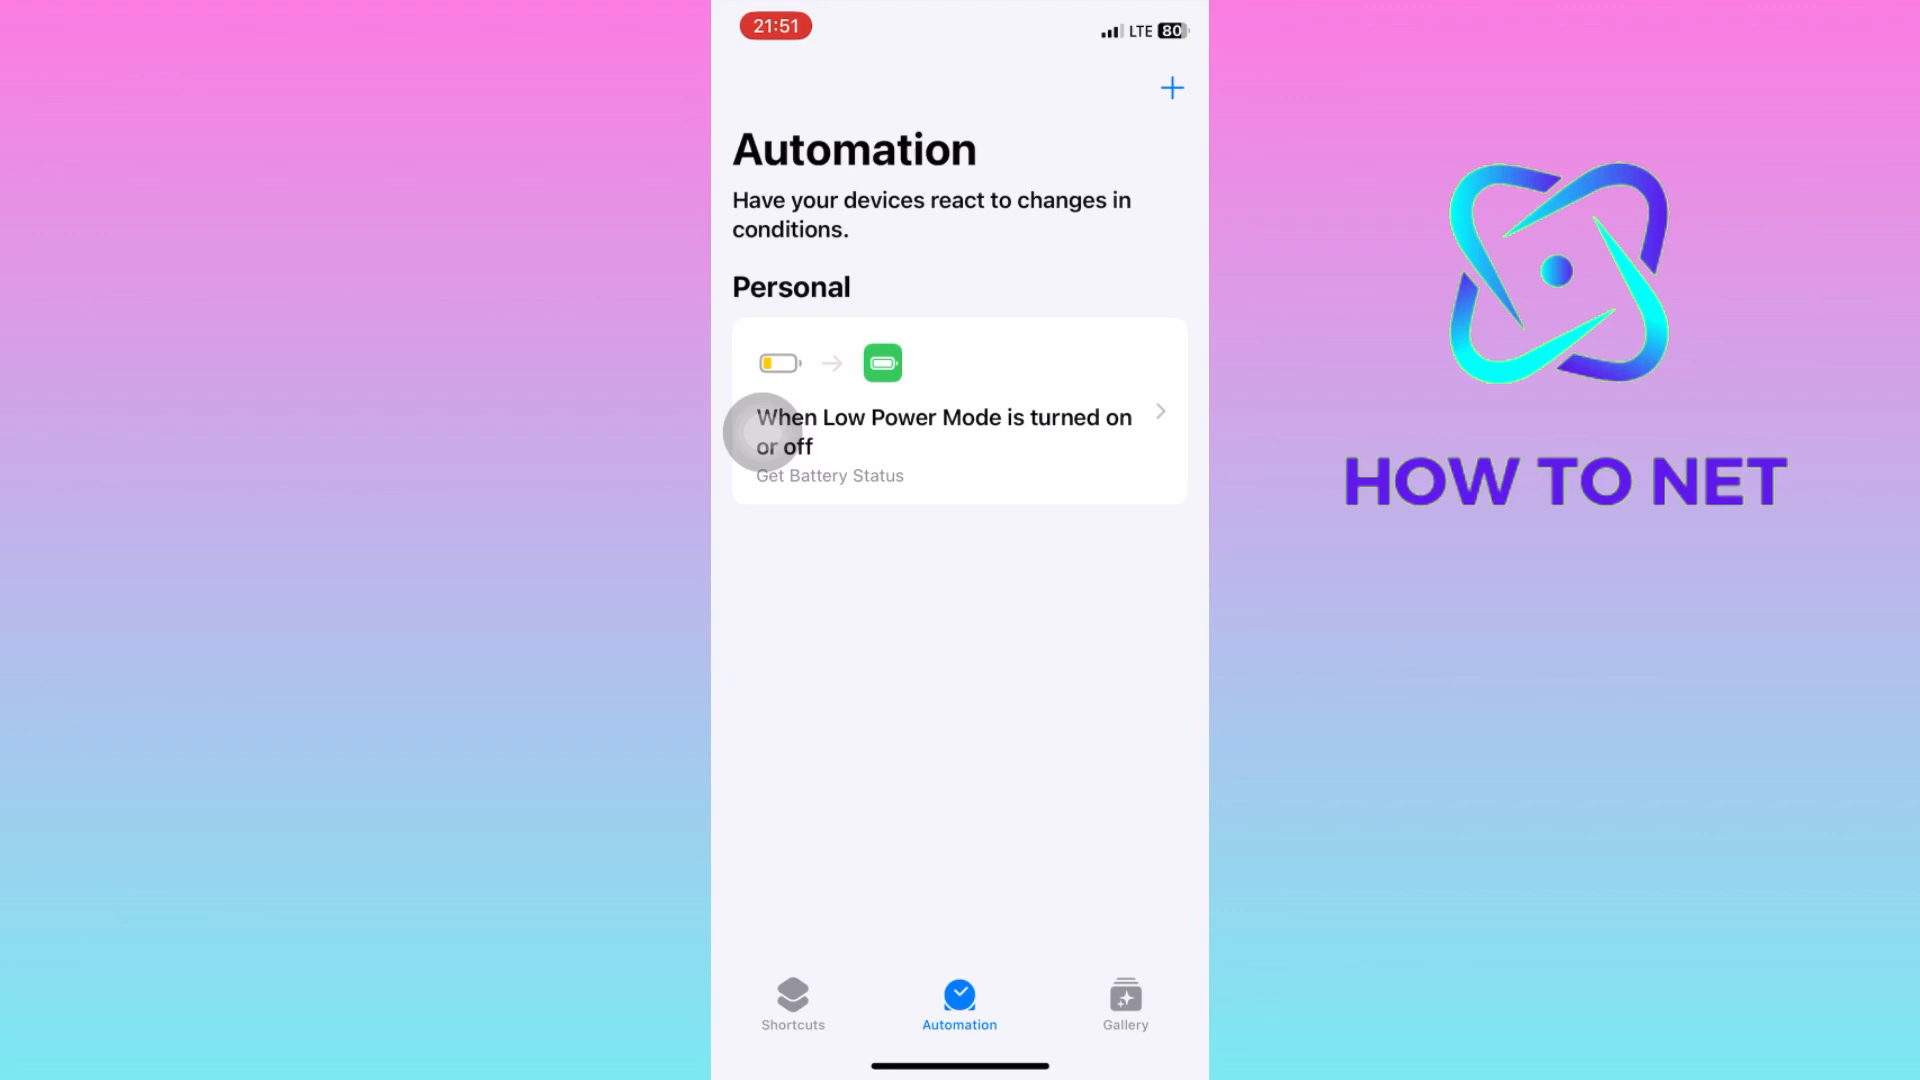 21:51
LTE 80
Automation
Have your devices react to changes in
conditions.
Personal
When Low Power Mode is turned on
or off
Get Battery Status
Shortcuts
Automation
Gallery
HOW TO NET